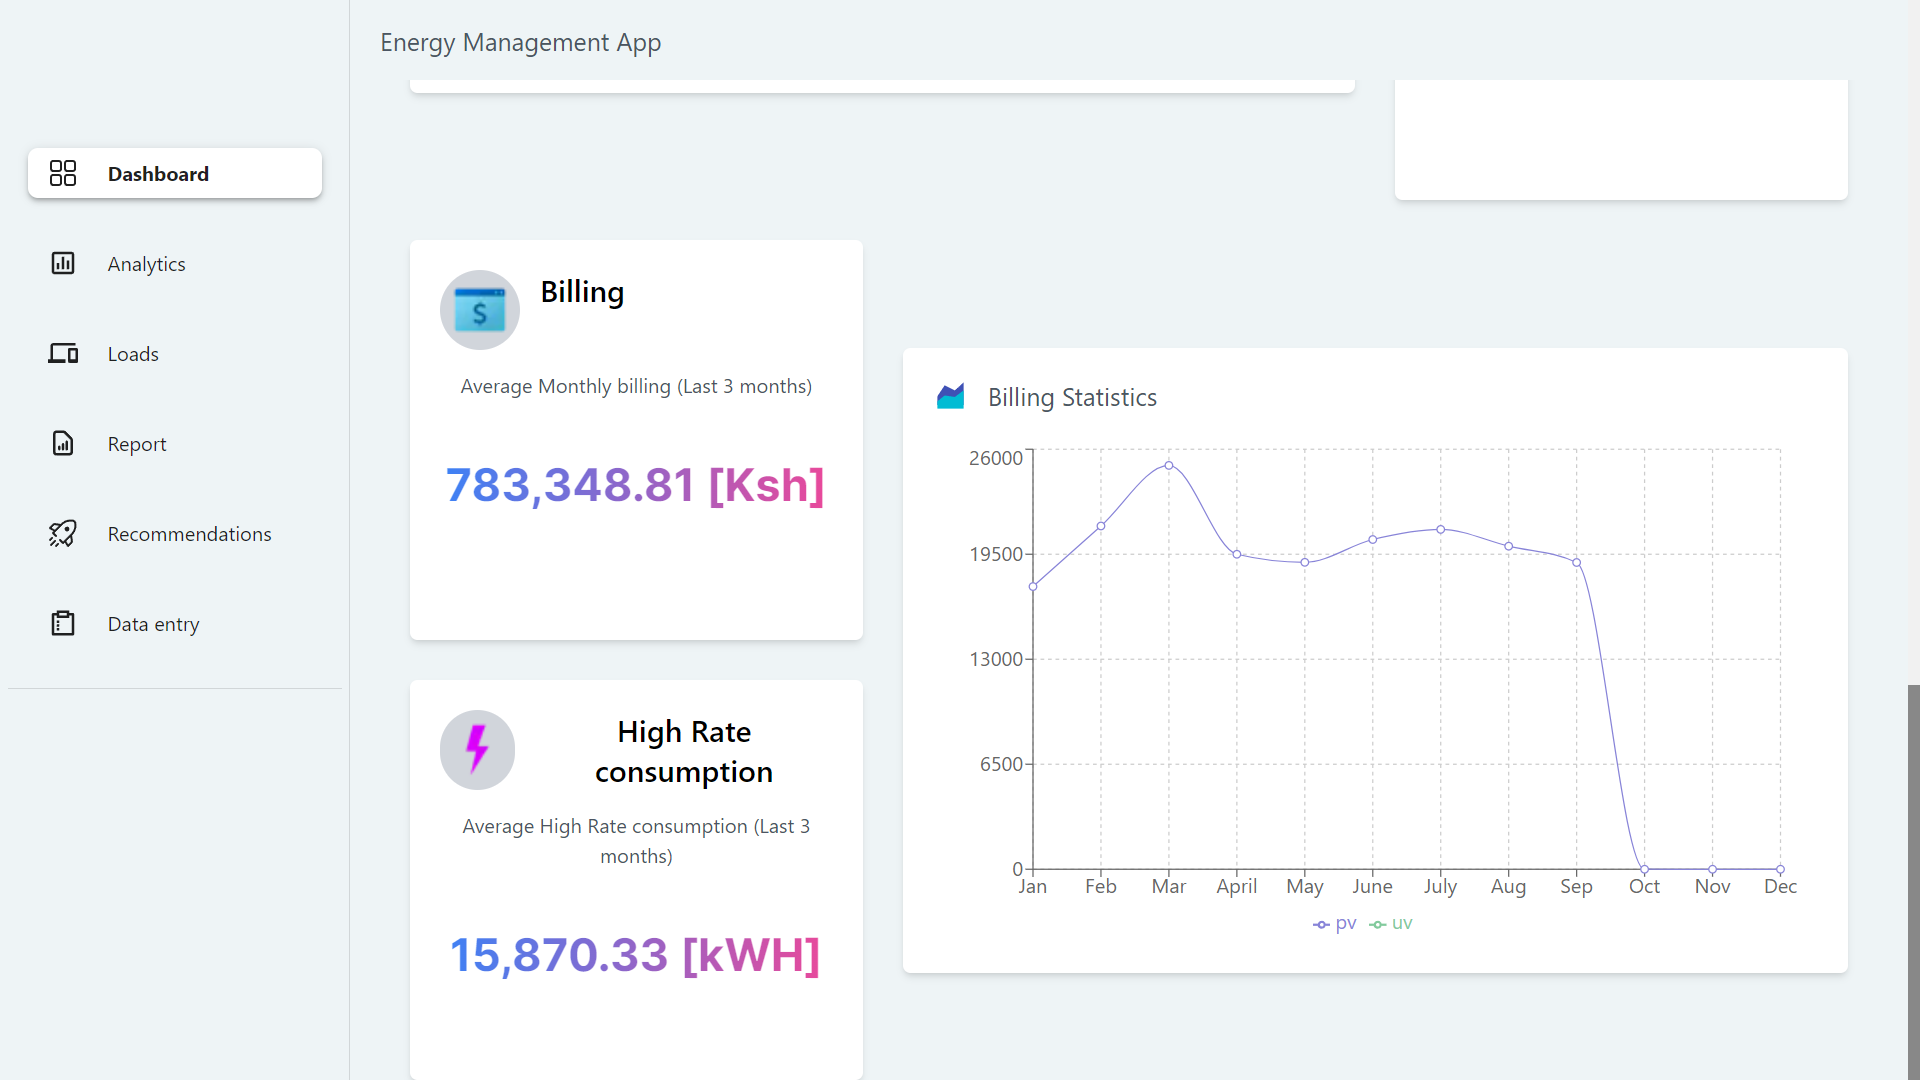 Energy Management App
Dashboard
Analytics
Loads
Report
Recommendations
Data entry
$
Billing
Average Monthly billing (Last 3 months)
783,348.81 [Ksh]
High Rate
consumption
Average High Rate consumption (Last 3
months)
15,870.33 [kWH]
Billing Statistics
26000
19500
13000
6500
0
Jan Feb Mar April May June July Aug Sep Oct Nov Dec
pv uv